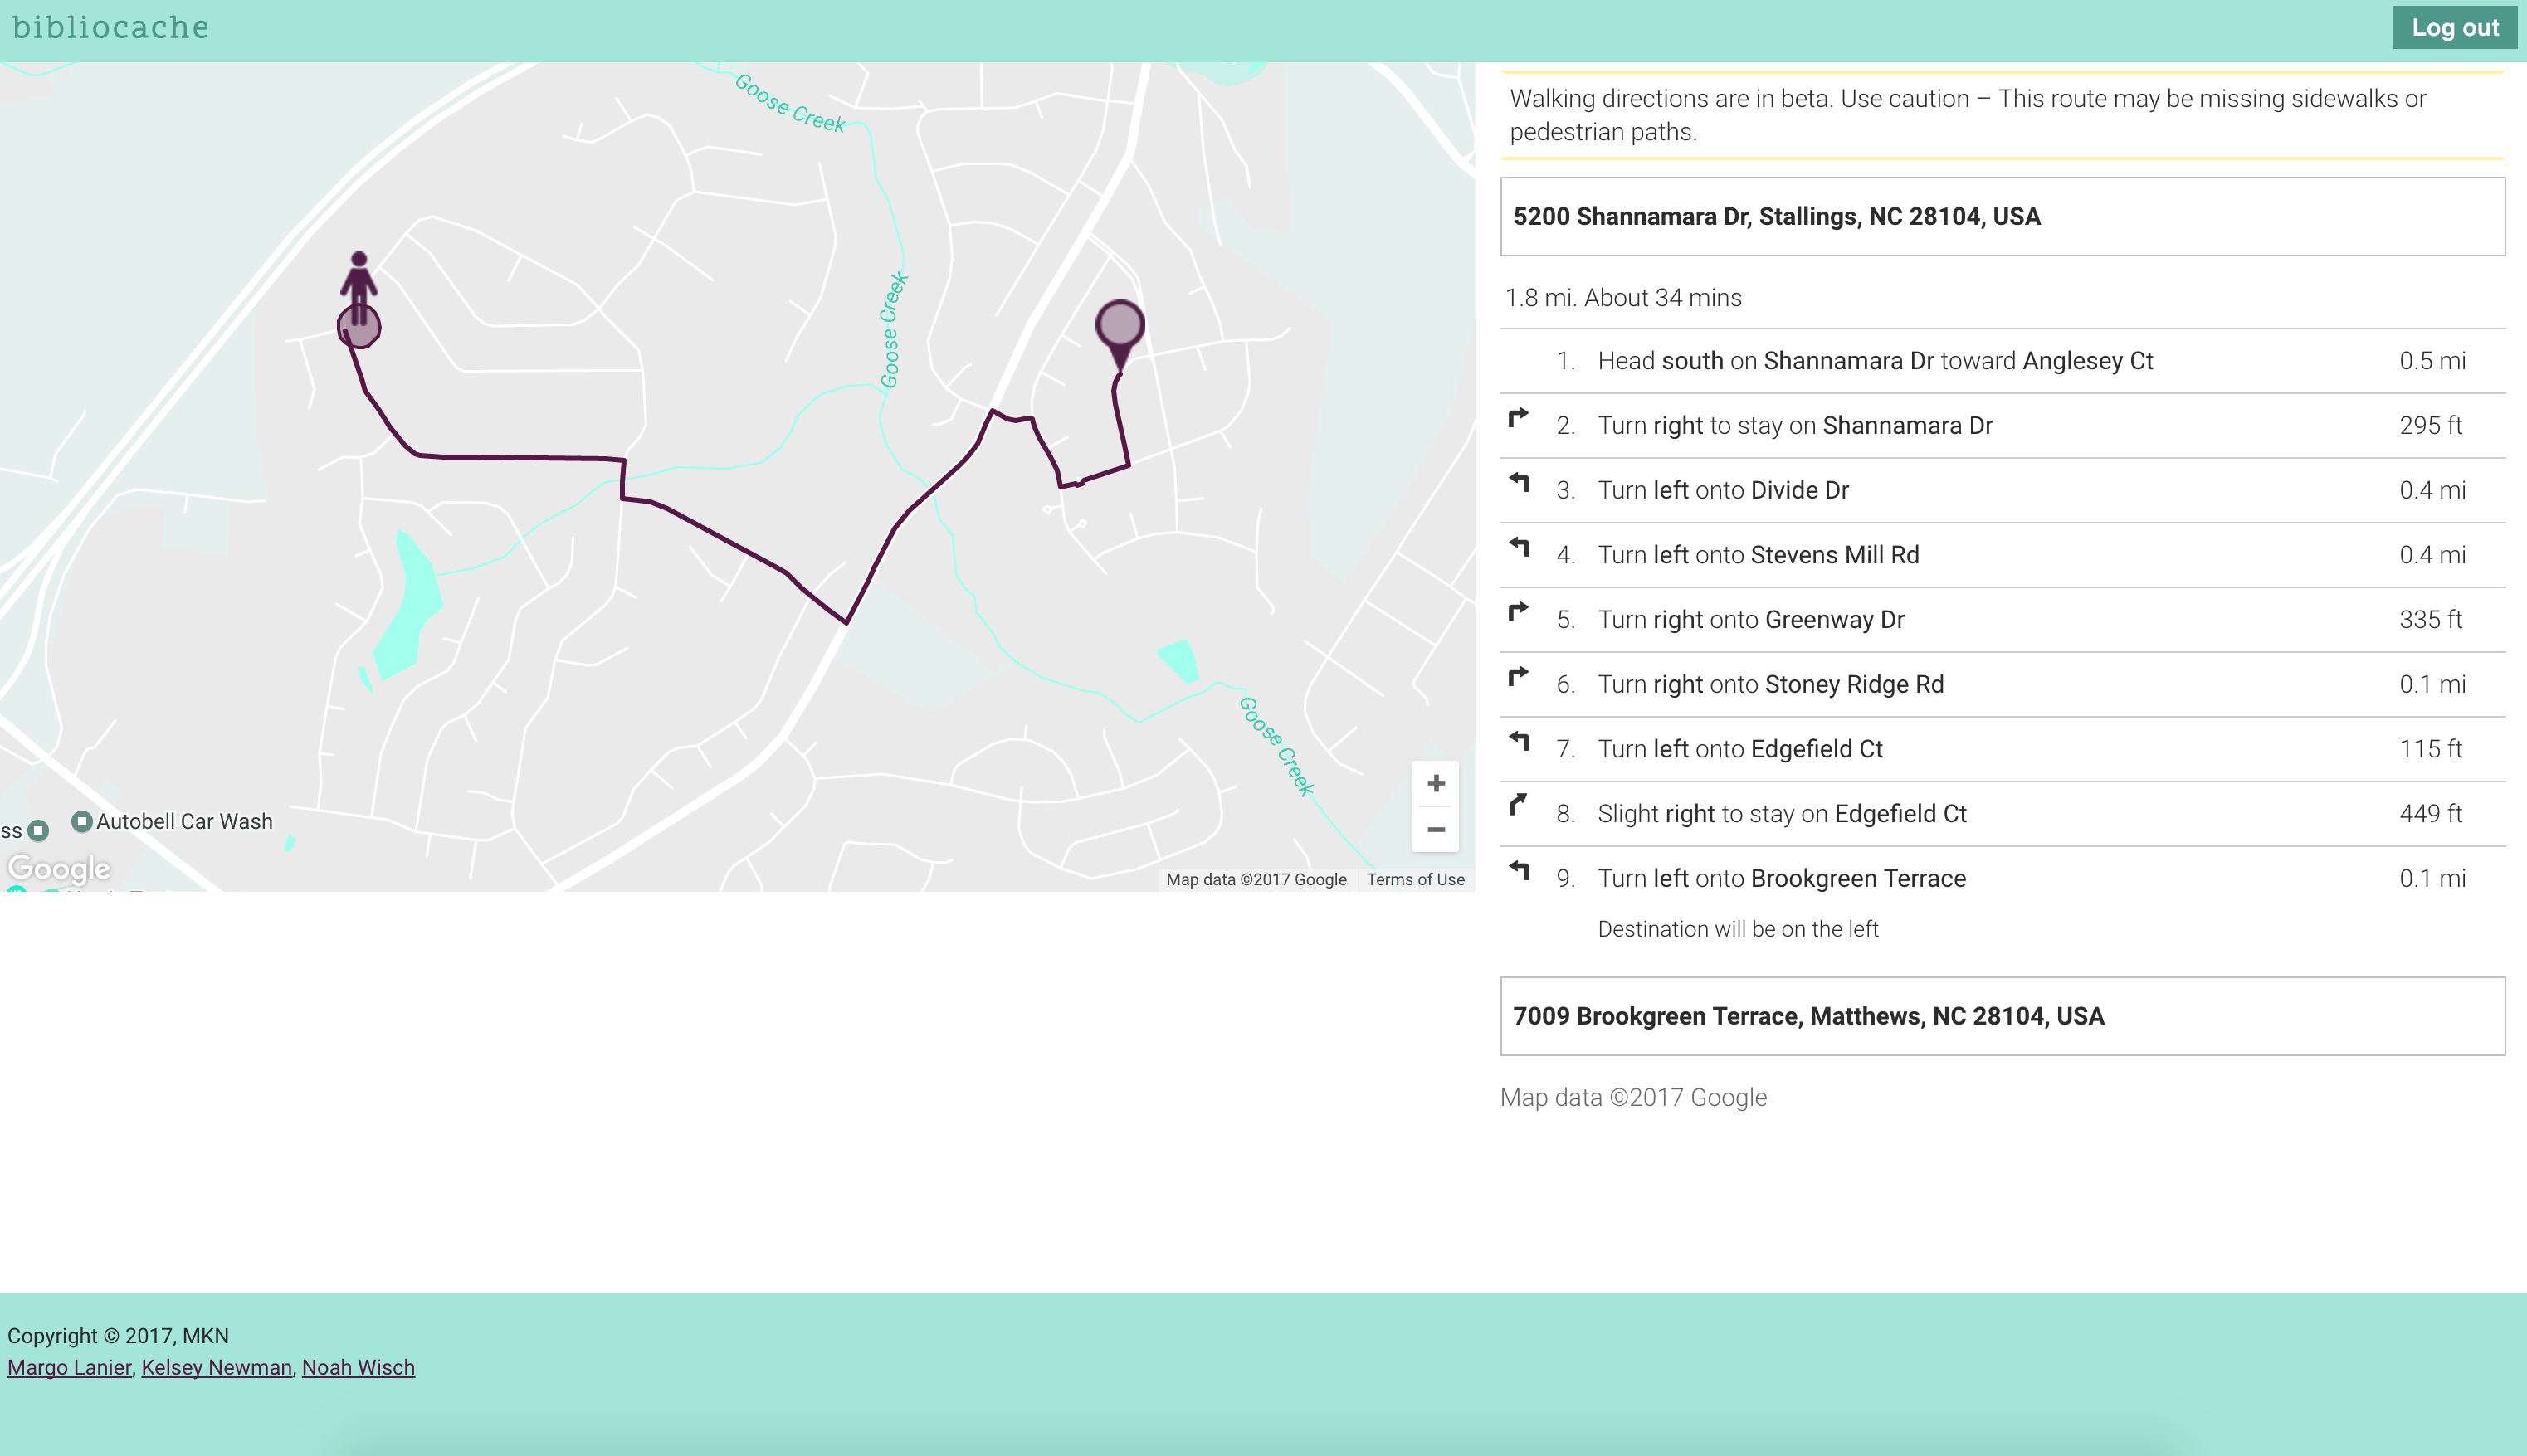 bibliocache
Log out
Goose Creek
Goose Creek
Goose Creek
ss
Autobell Car Wash
Google
Map data ©2017 Google
Terms of Use
Walking directions are in beta. Use caution – This route may be missing sidewalks or
pedestrian paths.
5200 Shannamara Dr, Stallings, NC 28104, USA
1.8 mi. About 34 mins
1. Head south on Shannamara Dr toward Anglesey Ct 0.5 mi
2. Turn right to stay on Shannamara Dr 295 ft
3. Turn left onto Divide Dr 0.4 mi
4. Turn left onto Stevens Mill Rd 0.4 mi
5. Turn right onto Greenway Dr 335 ft
6. Turn right onto Stoney Ridge Rd 0.1 mi
7. Turn left onto Edgefield Ct 115 ft
8. Slight right to stay on Edgefield Ct 449 ft
9. Turn left onto Brookgreen Terrace 0.1 mi
Destination will be on the left
7009 Brookgreen Terrace, Matthews, NC 28104, USA
Map data ©2017 Google
Copyright © 2017, MKN
Margo Lanier, Kelsey Newman, Noah Wisch